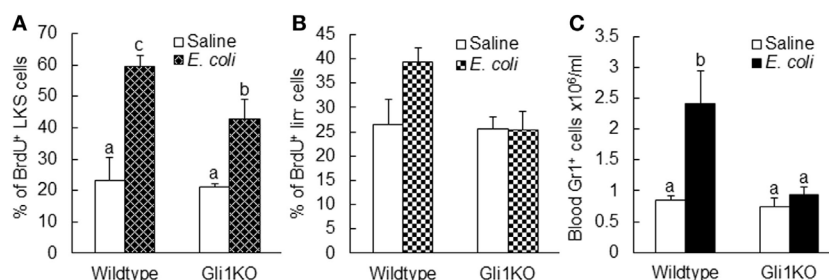 A
% of BrdU⁺ LKS cells
70
60
50
40
30
20
10
0
Saline
E. coli
a
c
a
b
Wildtype
Gli1KO
B
% of BrdU⁺ lin⁻ cells
45
40
35
30
25
20
15
10
5
0
Saline
E. coli
Wildtype
Gli1KO
C
Blood Gr1⁺ cells x10⁶/ml
3.5
3
2.5
2
1.5
1
0.5
0
Saline
E. coli
a
b
a
a
Wildtype
Gli1KO